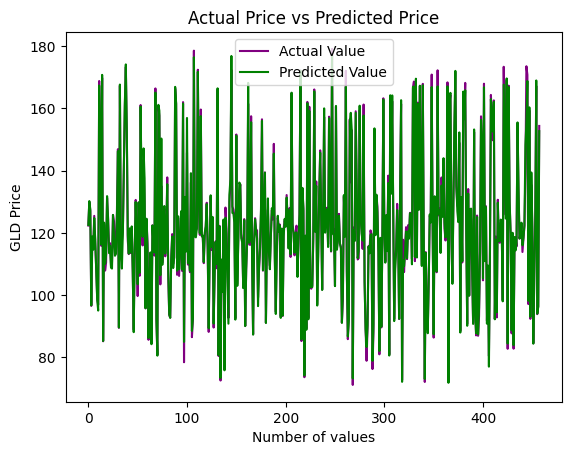 Actual Price vs Predicted Price
Actual Value
Predicted Value
GLD Price
180
160
140
120
100
80
0
100
200
300
400
Number of values